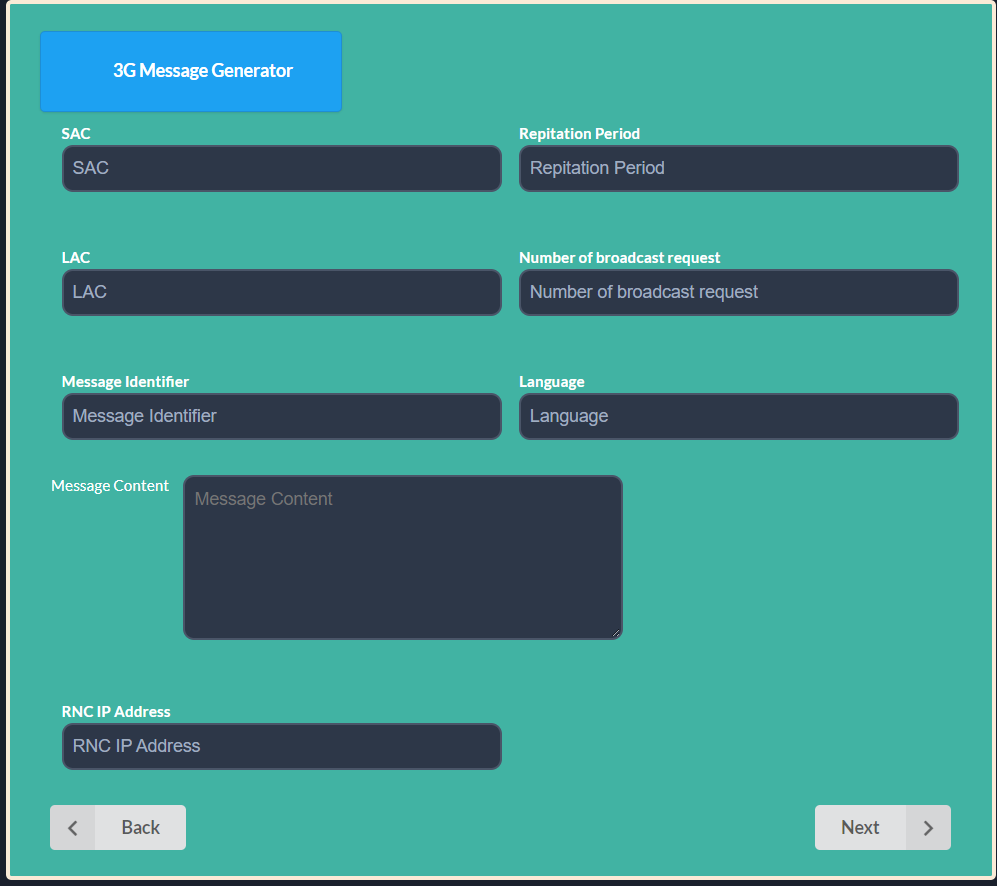 3G Message Generator
SAC
Repitation Period
SAC
Repitation Period
LAC
Number of broadcast request
LAC
Number of broadcast request
Message Identifier
Language
Message Identifier
Language
Message Content
Message Content
RNC IP Address
RNC IP Address
Back
Next